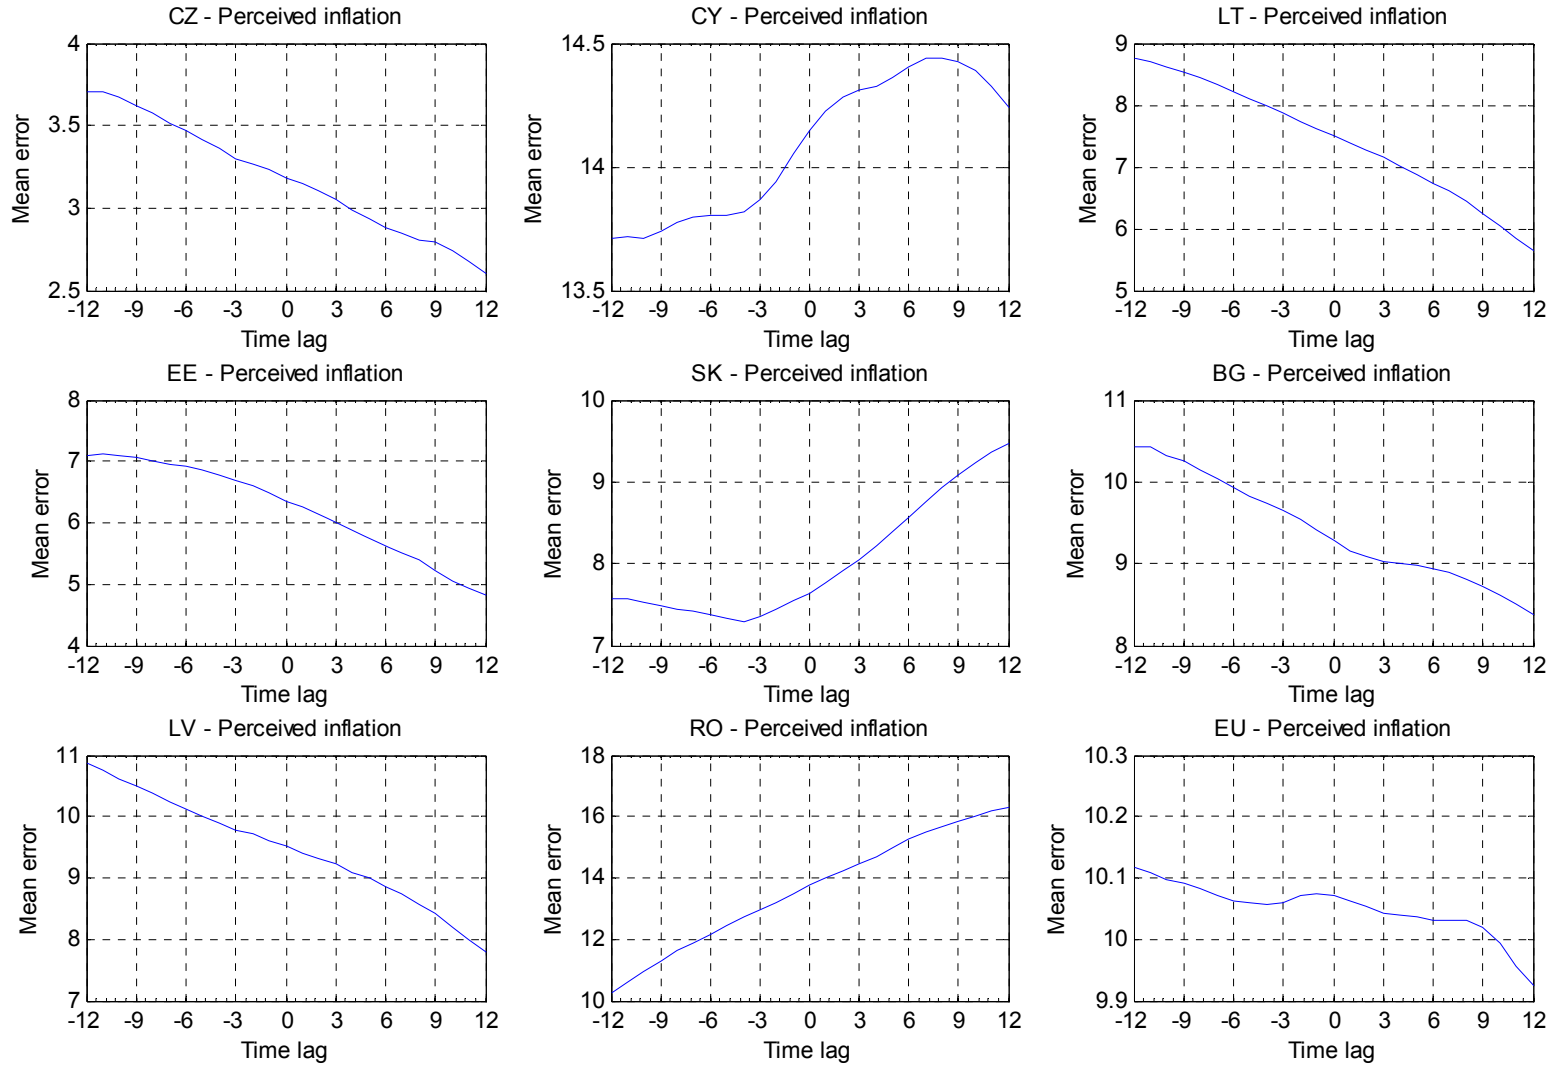 CZ - Perceived inflation
CY - Perceived inflation
LT - Perceived inflation
4
3.5
3
2.5
Mean error
-12 -9 -6 -3 0 3 6 9 12
Time lag
14.5
14
13.5
Mean error
-12 -9 -6 -3 0 3 6 9 12
Time lag
9
8
7
6
5
Mean error
-12 -9 -6 -3 0 3 6 9 12
Time lag
EE - Perceived inflation
SK - Perceived inflation
BG - Perceived inflation
8
7
6
5
4
Mean error
-12 -9 -6 -3 0 3 6 9 12
Time lag
10
9
8
7
Mean error
-12 -9 -6 -3 0 3 6 9 12
Time lag
11
10
9
8
Mean error
-12 -9 -6 -3 0 3 6 9 12
Time lag
LV - Perceived inflation
RO - Perceived inflation
EU - Perceived inflation
11
10
9
8
7
Mean error
-12 -9 -6 -3 0 3 6 9 12
Time lag
18
16
14
12
10
Mean error
-12 -9 -6 -3 0 3 6 9 12
Time lag
10.3
10.2
10.1
10
9.9
Mean error
-12 -9 -6 -3 0 3 6 9 12
Time lag